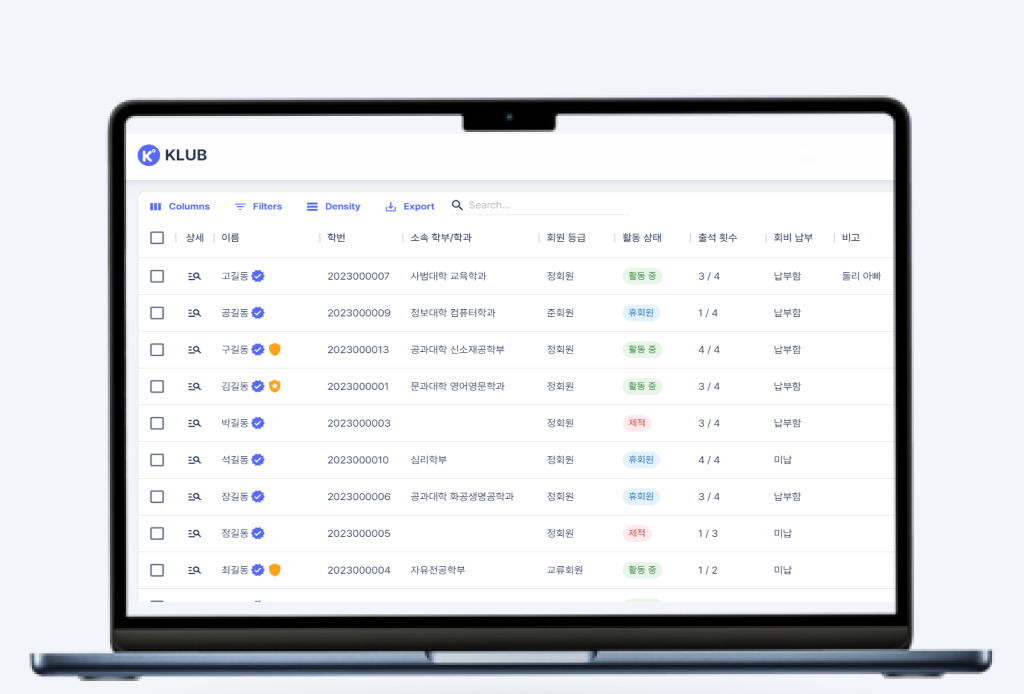 KLUB
Columns Filters Density Export Search...
상세 이름 학번 소속 학부/학과 회원 등급 활동 상태 출석 횟수 회비 납부 비고
고길동 2023000007 사범대학 교육학과 정회원 활동 중 3 / 4 납부함 둘리 아빠
공길동 2023000009 정보대학 컴퓨터학과 준회원 휴회원 1 / 4 납부함
구길동 2023000013 공과대학 신소재공학부 정회원 활동 중 4 / 4 납부함
김길동 2023000001 문과대학 영어영문학과 정회원 활동 중 3 / 4 납부함
박길동 2023000003 정회원 제적 3 / 4 납부함
석길동 2023000010 심리학부 정회원 휴회원 4 / 4 미납
장길동 2023000006 공과대학 화공생명공학과 정회원 휴회원 3 / 4 납부함
정길동 2023000005 정회원 제적 1 / 3 미납
최길동 2023000004 자유전공학부 교류회원 활동 중 1 / 2 미납